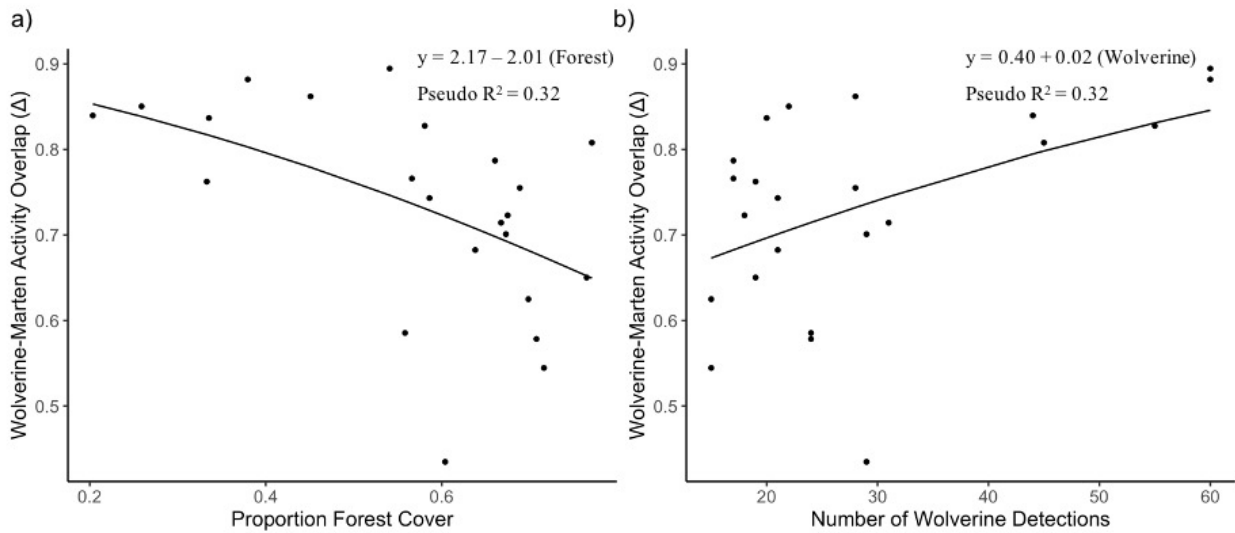 a)
y = 2.17 – 2.01 (Forest)
Pseudo R² = 0.32
Wolverine-Marten Activity Overlap (Δ)
0.9
0.8
0.7
0.6
0.5
0.2
0.4
0.6
Proportion Forest Cover
b)
y = 0.40 + 0.02 (Wolverine)
Pseudo R² = 0.32
Wolverine-Marten Activity Overlap (Δ)
0.9
0.8
0.7
0.6
0.5
20
30
40
50
60
Number of Wolverine Detections